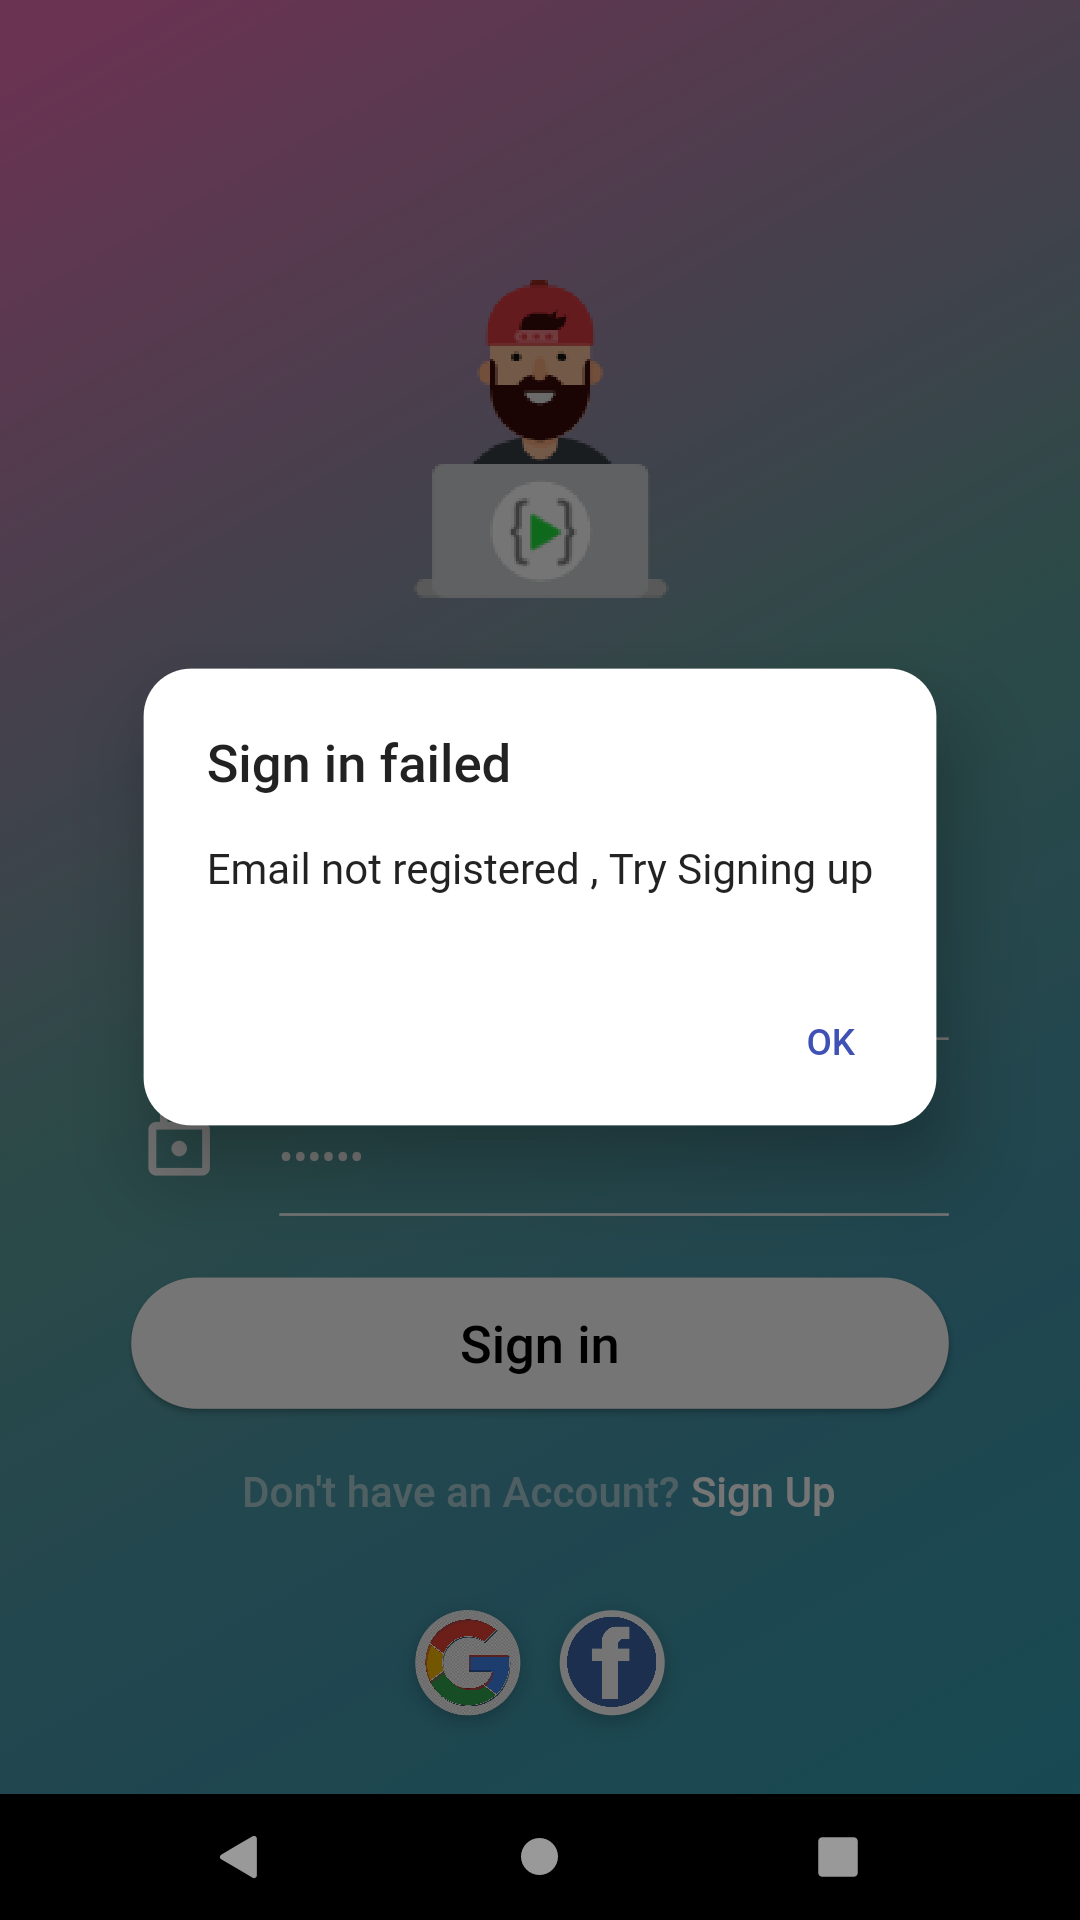 Sign in failed
Email not registered , Try Signing up
OK
••••••
Sign in
Don't have an Account? Sign Up